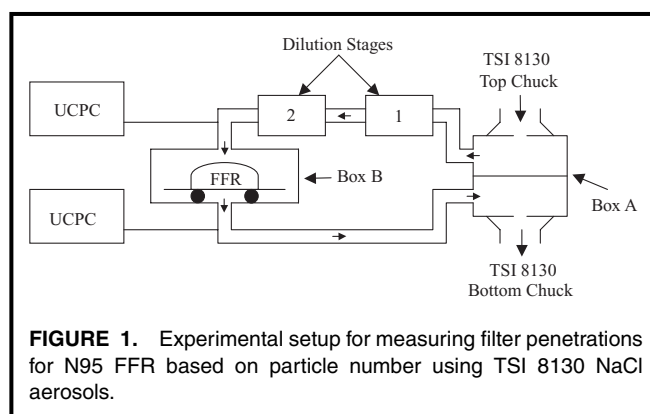 Dilution Stages
TSI 8130
Top Chuck
UCPC
2
1
FFR
Box B
UCPC
Box A
TSI 8130
Bottom Chuck
FIGURE 1. Experimental setup for measuring filter penetrations
for N95 FFR based on particle number using TSI 8130 NaCl
aerosols.